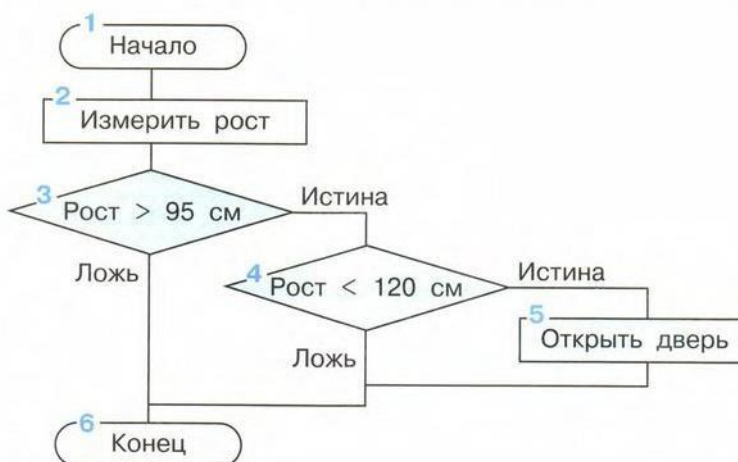 1
Начало
2
Измерить рост
3
Рост > 95 см
Истина
Ложь
4
Рост < 120 см
Истина
5
Открыть дверь
Ложь
6
Конец